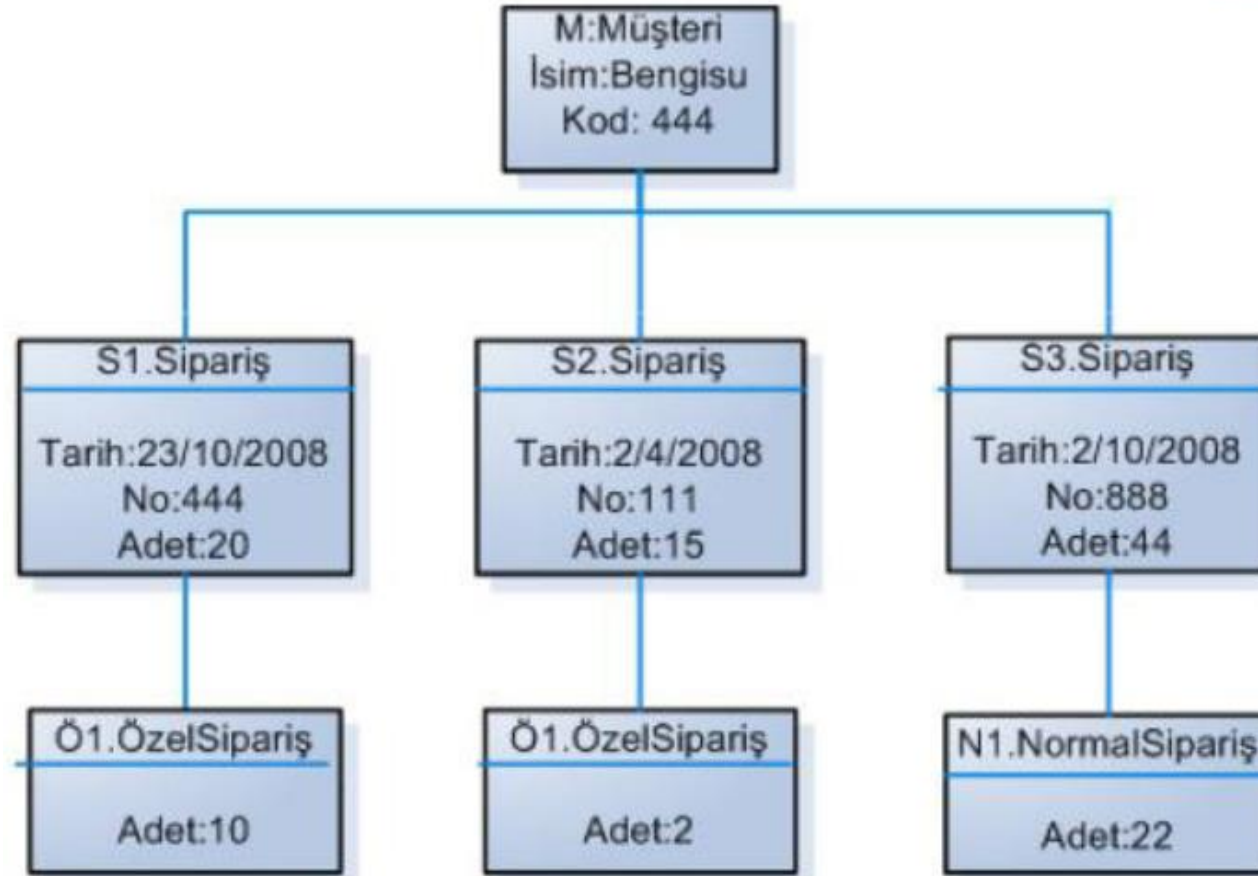 M:Müşteri
İsim:Bengisu
Kod: 444
S1.Sipariş
Tarih:23/10/2008
No:444
Adet:20
S2.Sipariş
Tarih:2/4/2008
No:111
Adet:15
S3.Sipariş
Tarih:2/10/2008
No:888
Adet:44
Ö1.ÖzelSipariş
Adet:10
Ö1.ÖzelSipariş
Adet:2
N1.NormalSipariş
Adet:22